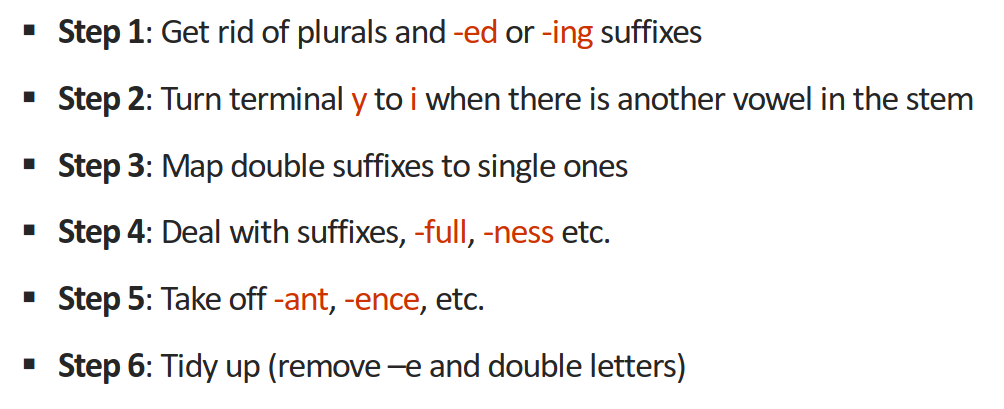 ▪ Step 1: Get rid of plurals and -ed or -ing suffixes
▪ Step 2: Turn terminal y to i when there is another vowel in the stem
▪ Step 3: Map double suffixes to single ones
▪ Step 4: Deal with suffixes, -full, -ness etc.
▪ Step 5: Take off -ant, -ence, etc.
▪ Step 6: Tidy up (remove –e and double letters)